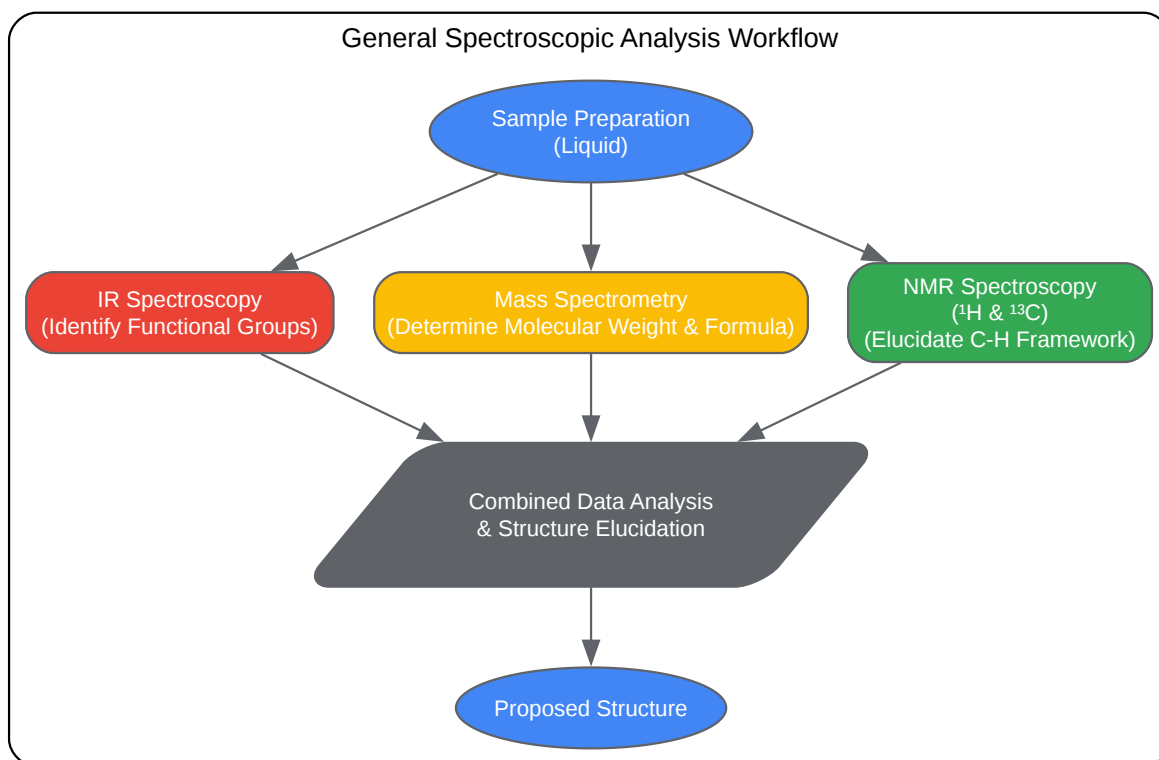 General Spectroscopic Analysis Workflow
Sample Preparation
(Liquid)
IR Spectroscopy
(Identify Functional Groups)
Mass Spectrometry
(Determine Molecular Weight & Formula)
NMR Spectroscopy
(¹H & ¹³C)
(Elucidate C-H Framework)
Combined Data Analysis
& Structure Elucidation
Proposed Structure